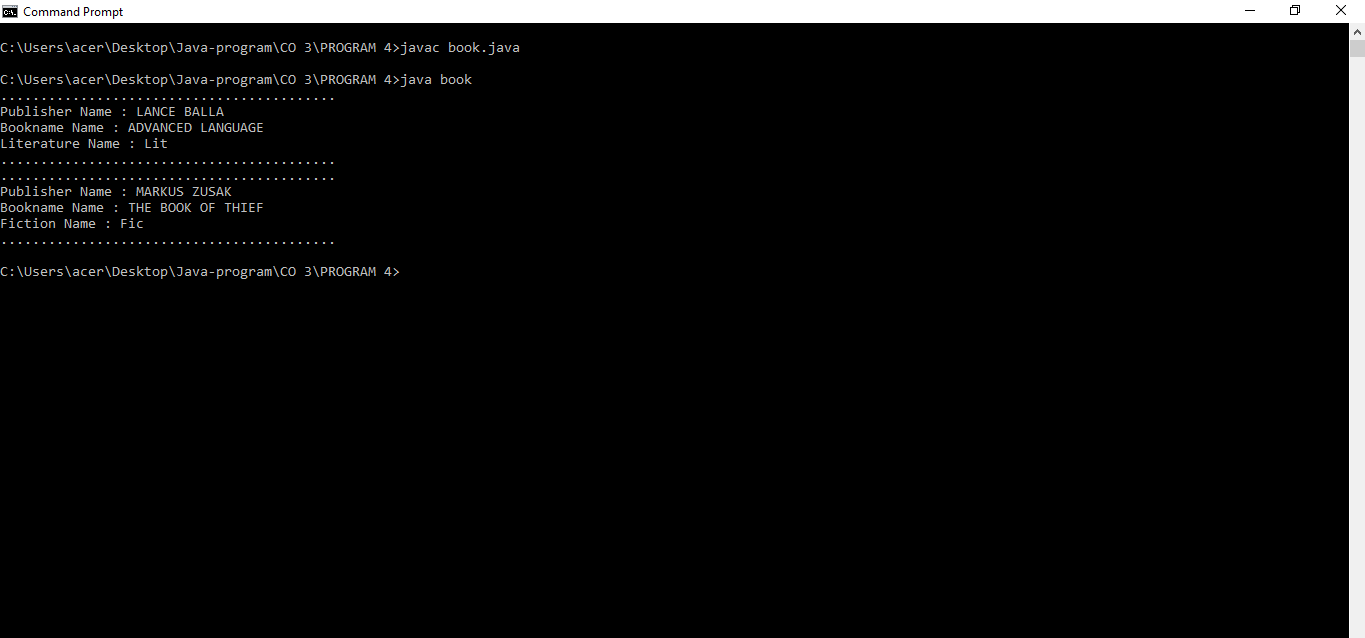 Command Prompt
C:\Users\acer\Desktop\Java-program\CO 3\PROGRAM 4>javac book.java
C:\Users\acer\Desktop\Java-program\CO 3\PROGRAM 4>java book
..........................................
Publisher Name : LANCE BALLA
Bookname Name : ADVANCED LANGUAGE
Literature Name : Lit
..........................................
..........................................
Publisher Name : MARKUS ZUSAK
Bookname Name : THE BOOK OF THIEF
Fiction Name : Fic
..........................................
C:\Users\acer\Desktop\Java-program\CO 3\PROGRAM 4>